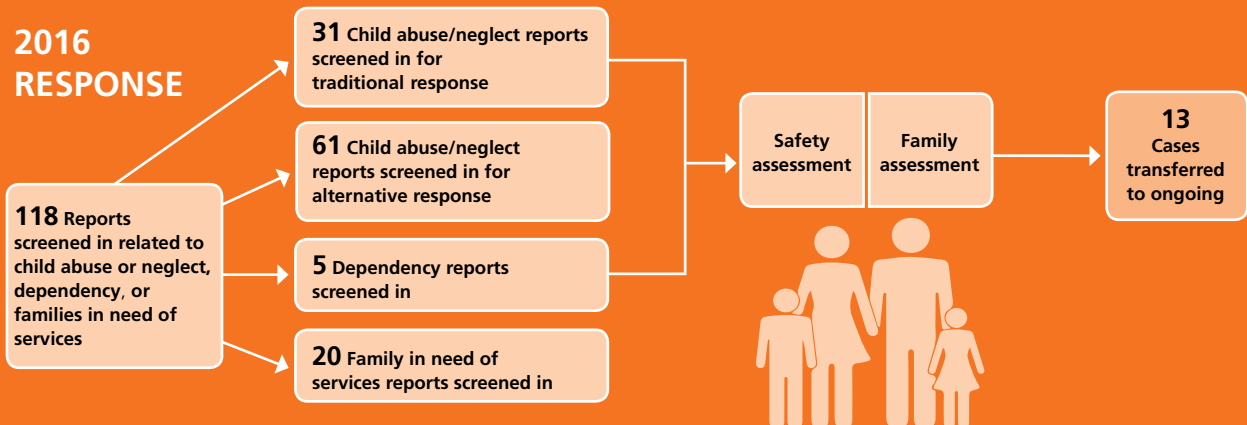 2016
RESPONSE
118 Reports
screened in related to
child abuse or neglect,
dependency, or
families in need of
services
31 Child abuse/neglect reports
screened in for
traditional response
61 Child abuse/neglect
reports screened in for
alternative response
5 Dependency reports
screened in
20 Family in need of
services reports screened in
Safety
assessment
Family
assessment
13
Cases
transferred
to ongoing